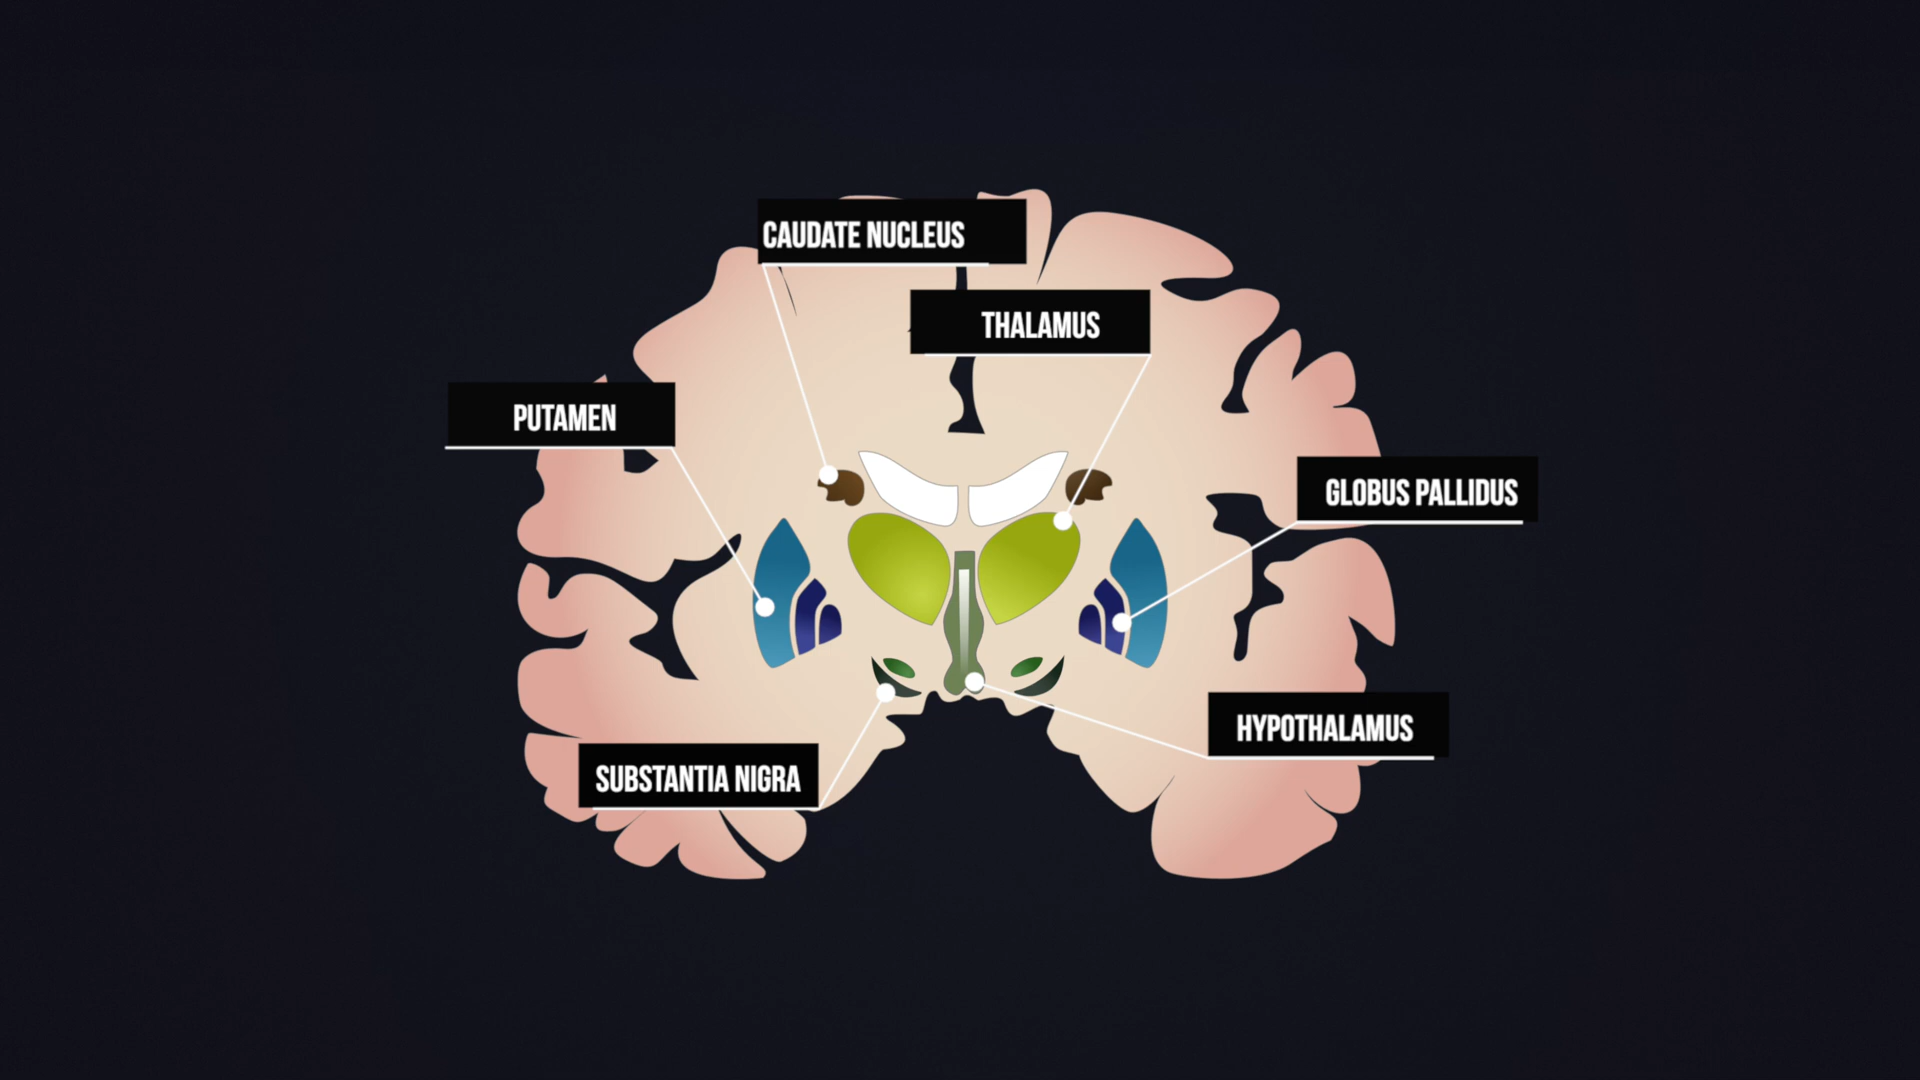 CAUDATE NUCLEUS
THALAMUS
PUTAMEN
GLOBUS PALLIDUS
HYPOTHALAMUS
SUBSTANTIA NIGRA